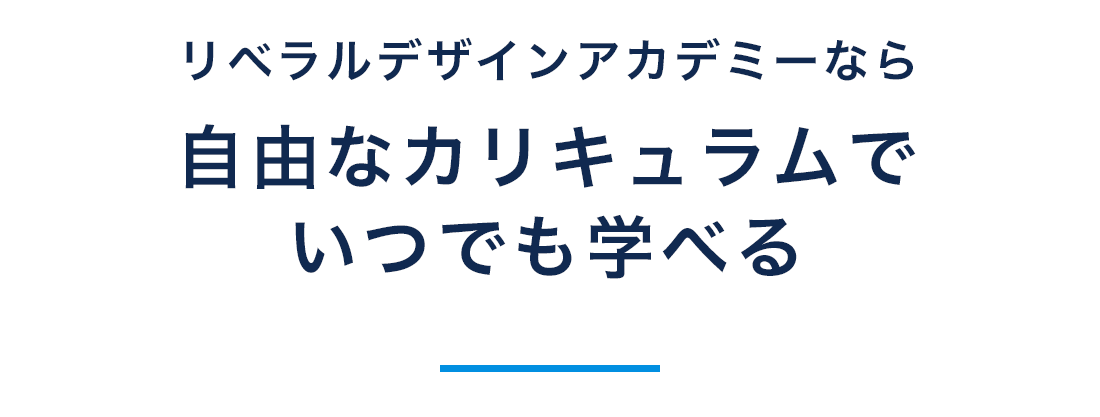 リベラルデザインアカデミーなら
自由なカリキュラムで
いつでも学べる